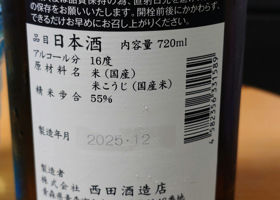 の保存をお願いいたします。開栓前後にかかわらず、
できるだけお早めにお召し上がりください。
品目 日本酒 内容量 720ml
アルコール分 16度
原材料名 米(国産)
米こうじ(国産米)
精米歩合 55%
製造年月 2025.12
製造者
株式会社 西田酒造店
4582356331589